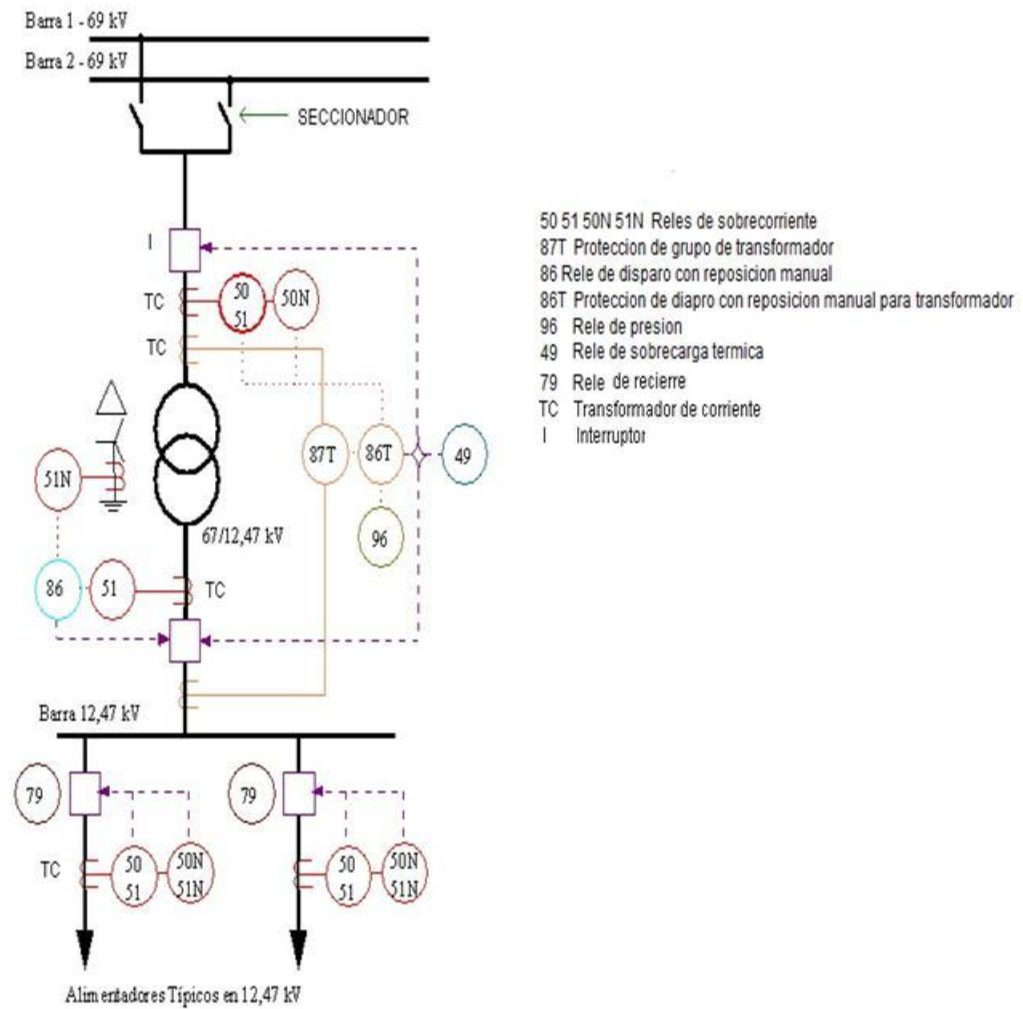 Barra 1 - 69 kV
Barra 2 - 69 kV
SECCIONADOR
I
TC
50
51
50N
TC
87T
86T
49
51N
96
67/12,47 kV
86
51
TC
Barra 12,47 kV
79
79
TC
50
51
50N
51N
50
51
50N
51N
Alimentadores Típicos en 12,47 kV
50 51 50N 51N Reles de sobrecorriente
87T Proteccion de grupo de transformador
86 Rele de disparo con reposicion manual
86T Proteccion de diapro con reposicion manual para transformador
96 Rele de presion
49 Rele de sobrecarga termica
79 Rele de recierre
TC Transformador de corriente
I Interruptor